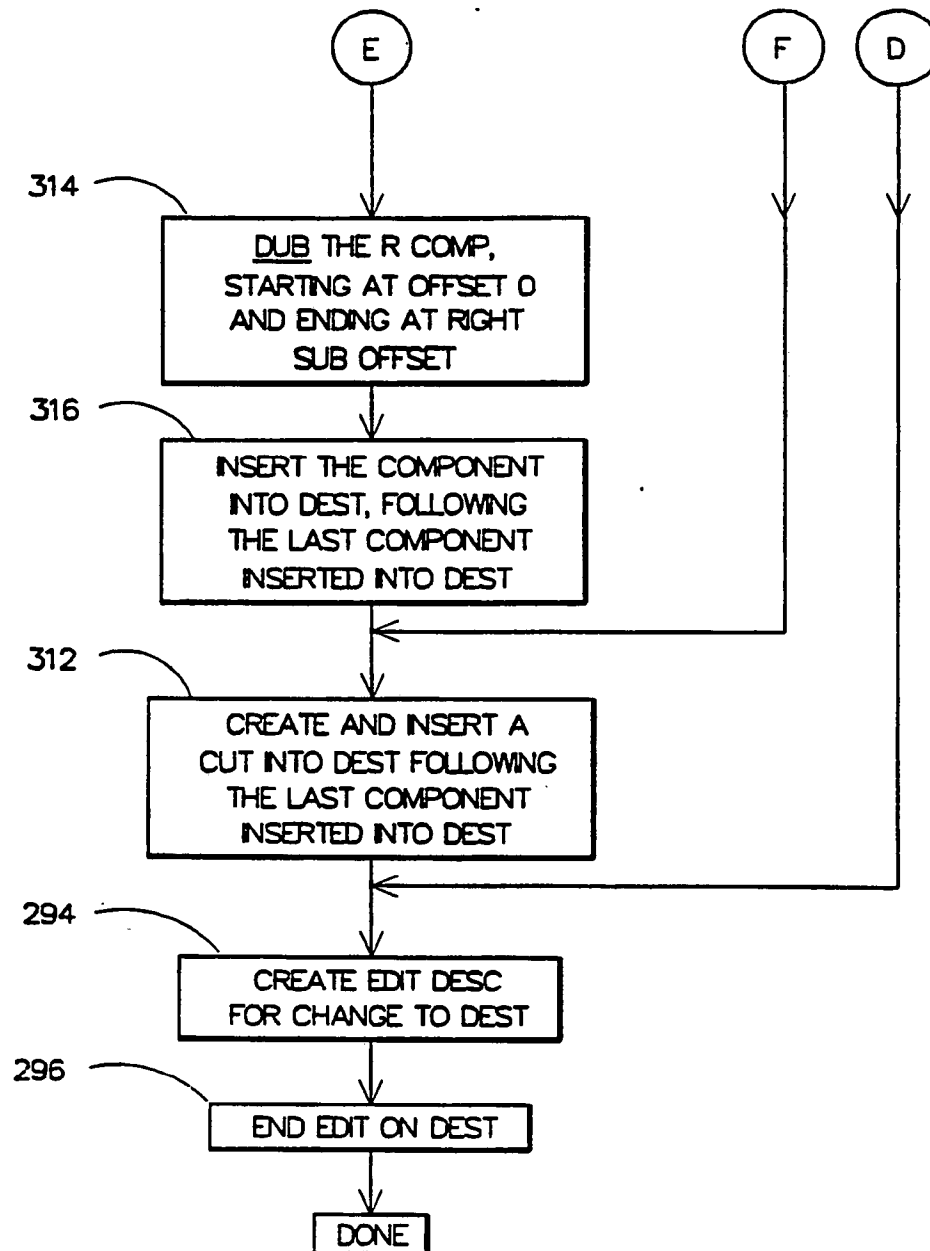 E
F
D
314
DUB THE R COMP,
STARTING AT OFFSET 0
AND ENDING AT RIGHT
SUB OFFSET
316
INSERT THE COMPONENT
INTO DEST, FOLLOWING
THE LAST COMPONENT
INSERTED INTO DEST
312
CREATE AND INSERT A
CUT INTO DEST FOLLOWING
THE LAST COMPONENT
INSERTED INTO DEST
294
CREATE EDIT DESC
FOR CHANGE TO DEST
296
END EDIT ON DEST
DONE